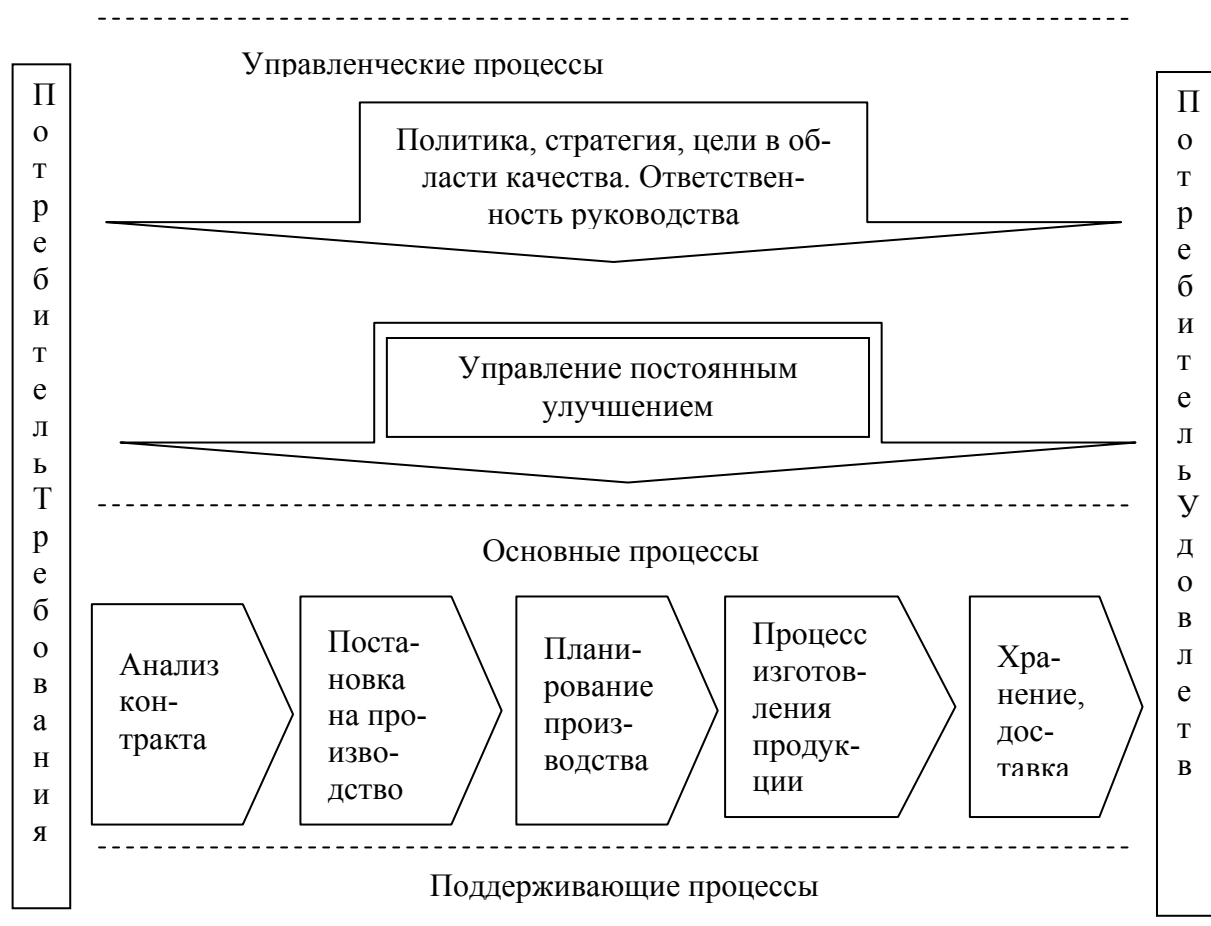 Управленческие процессы
ПотребительТребования
Политика, стратегия, цели в об-
ласти качества. Ответствен-
ность руководства
Управление постоянным
улучшением
Основные процессы
Анализ
кон-
тракта
Поста-
новка
на про-
изво-
дство
Плани-
рование
произ-
водства
Процесс
изготов-
ления
продук-
ции
Хра-
нение,
дос-
тавка
Поддерживающие процессы
ПотребительУдовлетв